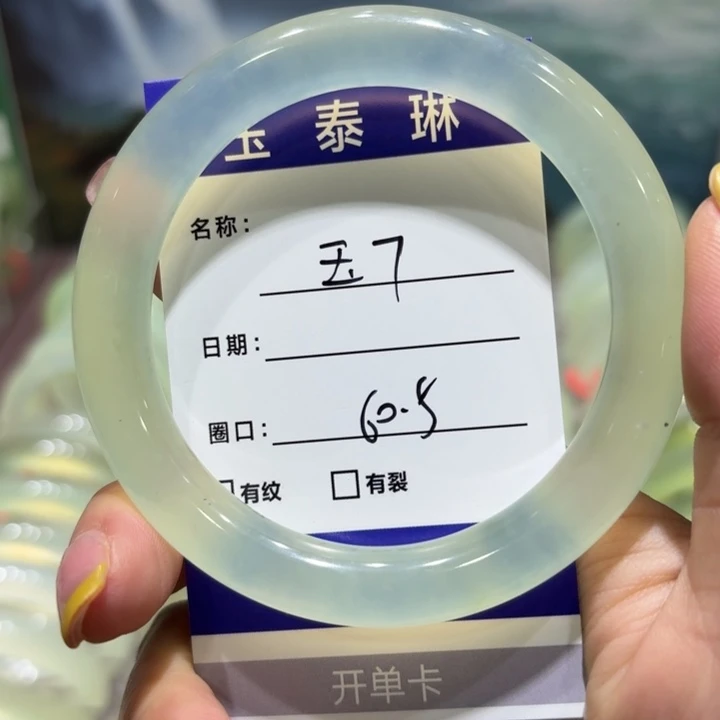 玉泰琳
名称：玉7
日期：
圈口：60.5
□有纹 □有裂
开单卡